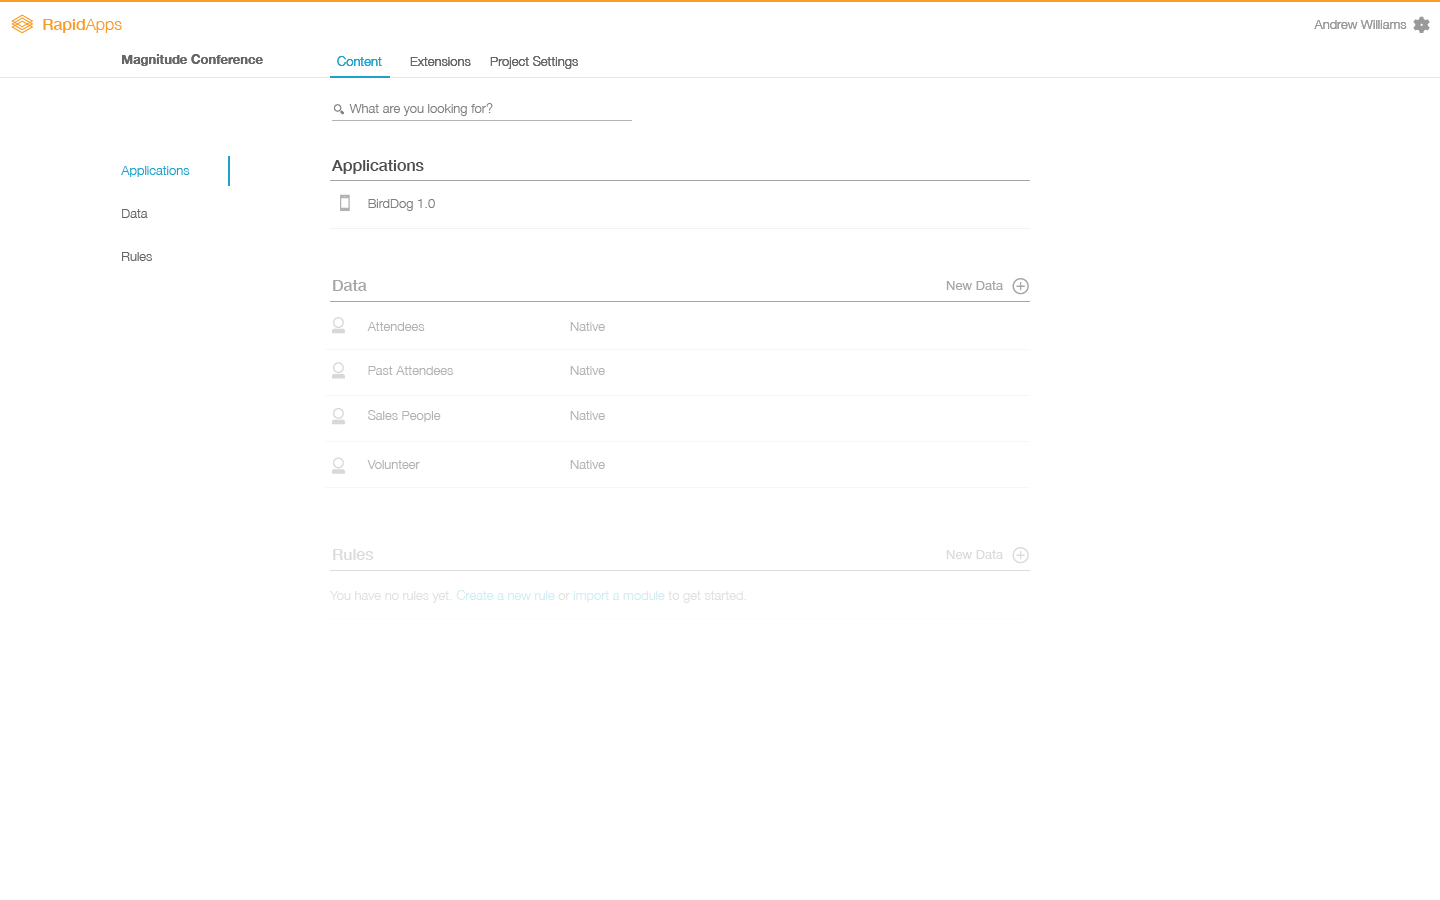 RapidApps
Andrew Williams
Magnitude Conference
Content
Extensions
Project Settings
What are you looking for?
Applications
Data
Rules
Applications
BirdDog 1.0
Data
New Data
Attendees
Native
Past Attendees
Native
Sales People
Native
Volunteer
Native
Rules
New Data
You have no rules yet. Create a new rule or import a module to get started.